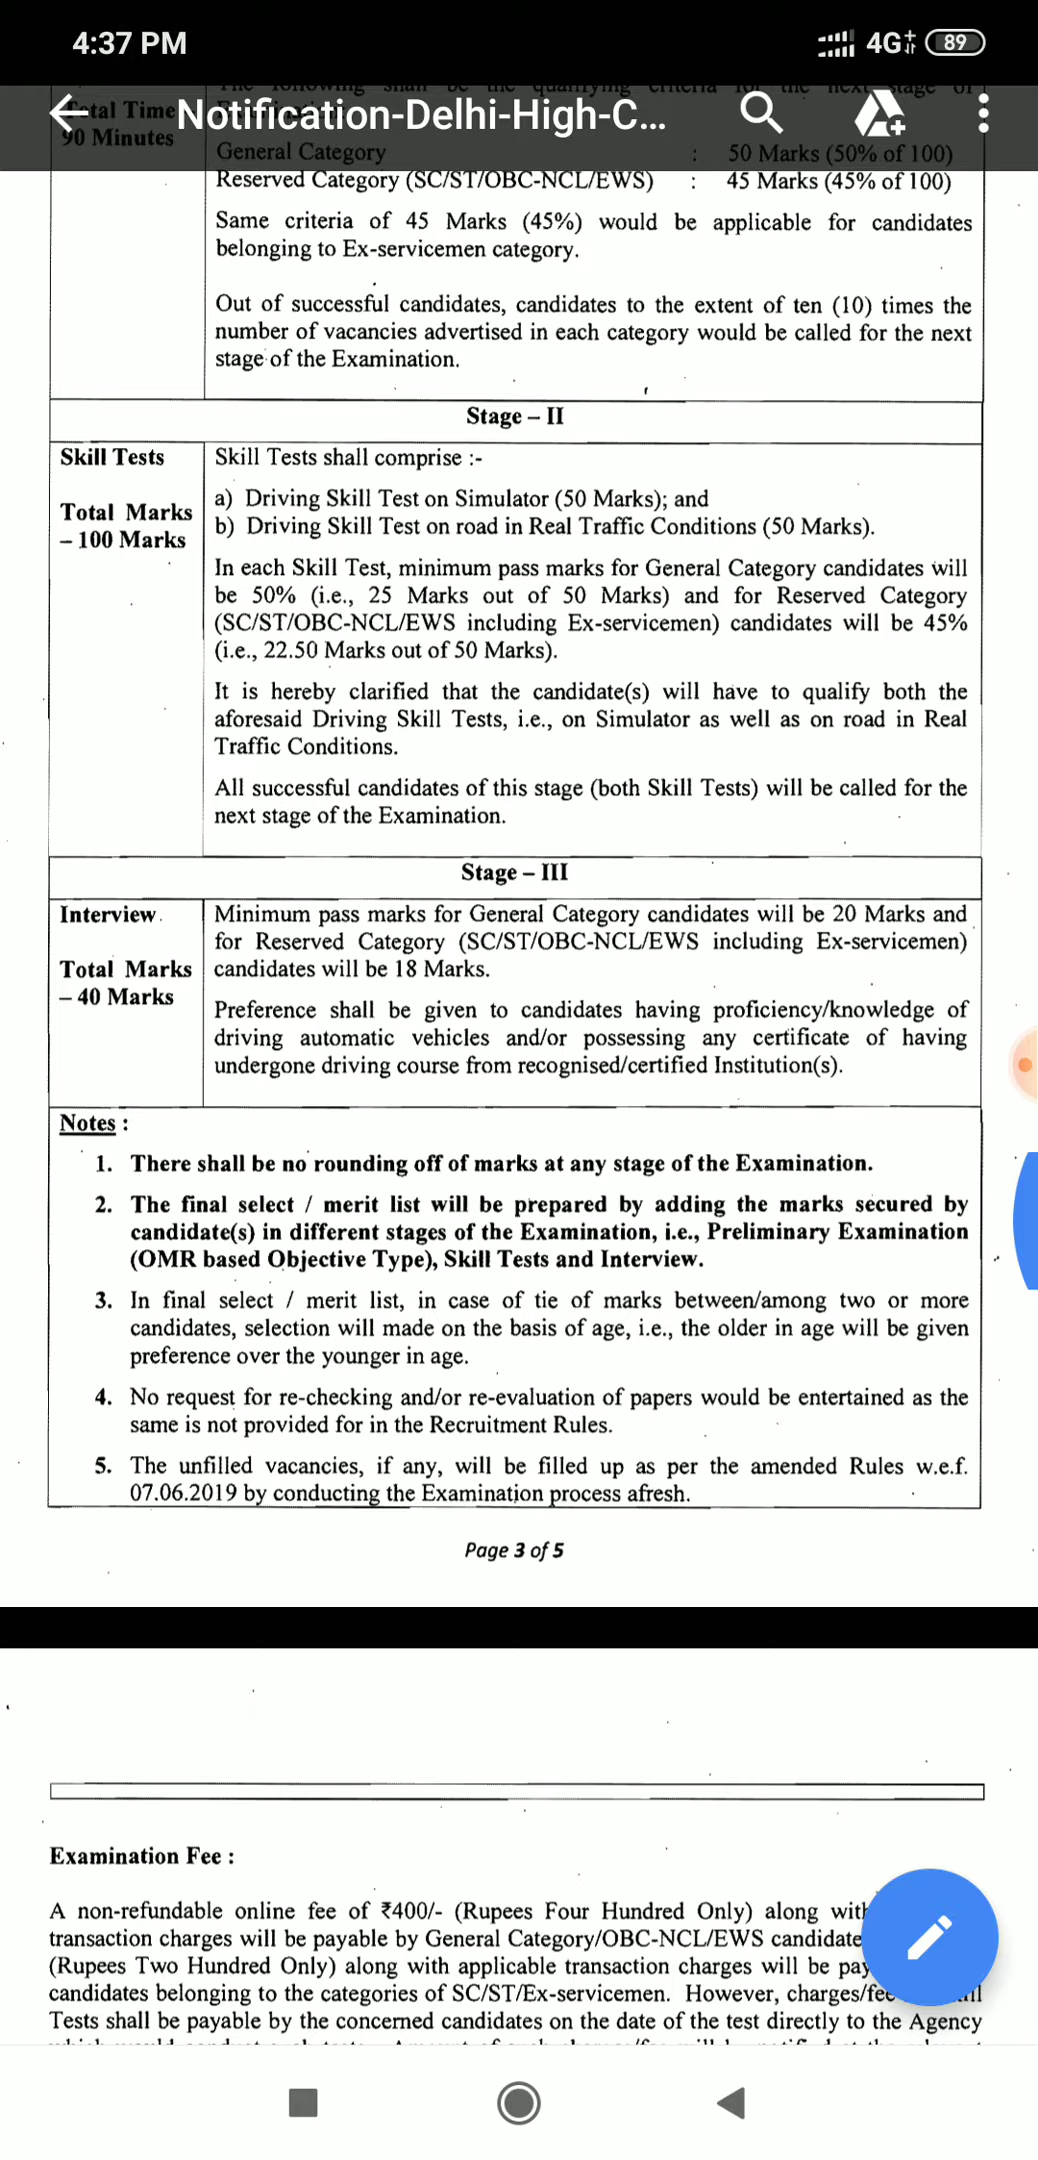 4:37 PM
4G+
89
The following shall be the qualifying criteria for the next stage of
Total Time
Notification-Delhi-High-C...
90 Minutes
General Category : 50 Marks (50% of 100)
Reserved Category (SC/ST/OBC-NCL/EWS) : 45 Marks (45% of 100)
Same criteria of 45 Marks (45%) would be applicable for candidates
belonging to Ex-servicemen category.
Out of successful candidates, candidates to the extent of ten (10) times the
number of vacancies advertised in each category would be called for the next
stage of the Examination.
Stage – II
Skill Tests
Total Marks
– 100 Marks
Skill Tests shall comprise :-
a) Driving Skill Test on Simulator (50 Marks); and
b) Driving Skill Test on road in Real Traffic Conditions (50 Marks).
In each Skill Test, minimum pass marks for General Category candidates will
be 50% (i.e., 25 Marks out of 50 Marks) and for Reserved Category
(SC/ST/OBC-NCL/EWS including Ex-servicemen) candidates will be 45%
(i.e., 22.50 Marks out of 50 Marks).
It is hereby clarified that the candidate(s) will have to qualify both the
aforesaid Driving Skill Tests, i.e., on Simulator as well as on road in Real
Traffic Conditions.
All successful candidates of this stage (both Skill Tests) will be called for the
next stage of the Examination.
Stage – III
Interview
Total Marks
– 40 Marks
Minimum pass marks for General Category candidates will be 20 Marks and
for Reserved Category (SC/ST/OBC-NCL/EWS including Ex-servicemen)
candidates will be 18 Marks.
Preference shall be given to candidates having proficiency/knowledge of
driving automatic vehicles and/or possessing any certificate of having
undergone driving course from recognised/certified Institution(s).
Notes :
1. There shall be no rounding off of marks at any stage of the Examination.
2. The final select / merit list will be prepared by adding the marks secured by
candidate(s) in different stages of the Examination, i.e., Preliminary Examination
(OMR based Objective Type), Skill Tests and Interview.
3. In final select / merit list, in case of tie of marks between/among two or more
candidates, selection will made on the basis of age, i.e., the older in age will be given
preference over the younger in age.
4. No request for re-checking and/or re-evaluation of papers would be entertained as the
same is not provided for in the Recruitment Rules.
5. The unfilled vacancies, if any, will be filled up as per the amended Rules w.e.f.
07.06.2019 by conducting the Examination process afresh.
Page 3 of 5
Examination Fee :
A non-refundable online fee of ₹400/- (Rupees Four Hundred Only) along with
transaction charges will be payable by General Category/OBC-NCL/EWS candidate
(Rupees Two Hundred Only) along with applicable transaction charges will be pay
candidates belonging to the categories of SC/ST/Ex-servicemen. However, charges/fee
Tests shall be payable by the concerned candidates on the date of the test directly to the Agency